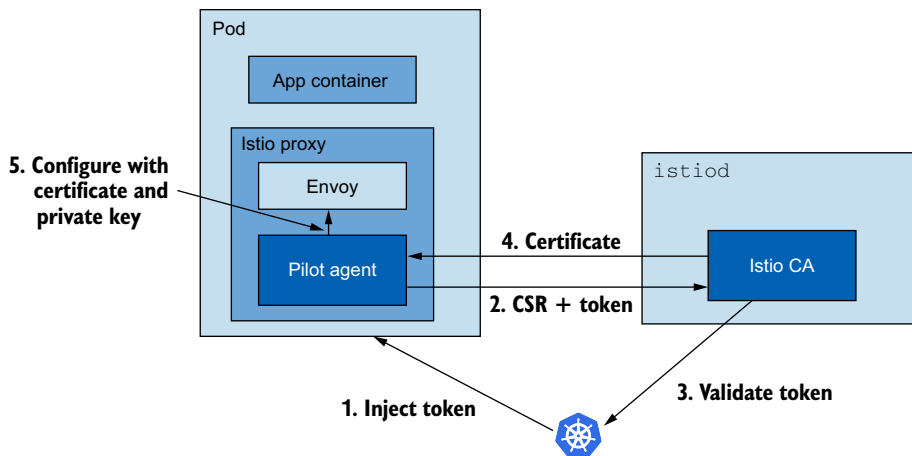 Pod
App container
Istio proxy
Envoy
Pilot agent
5. Configure with
certificate and
private key
istiod
Istio CA
4. Certificate
2. CSR + token
3. Validate token
1. Inject token